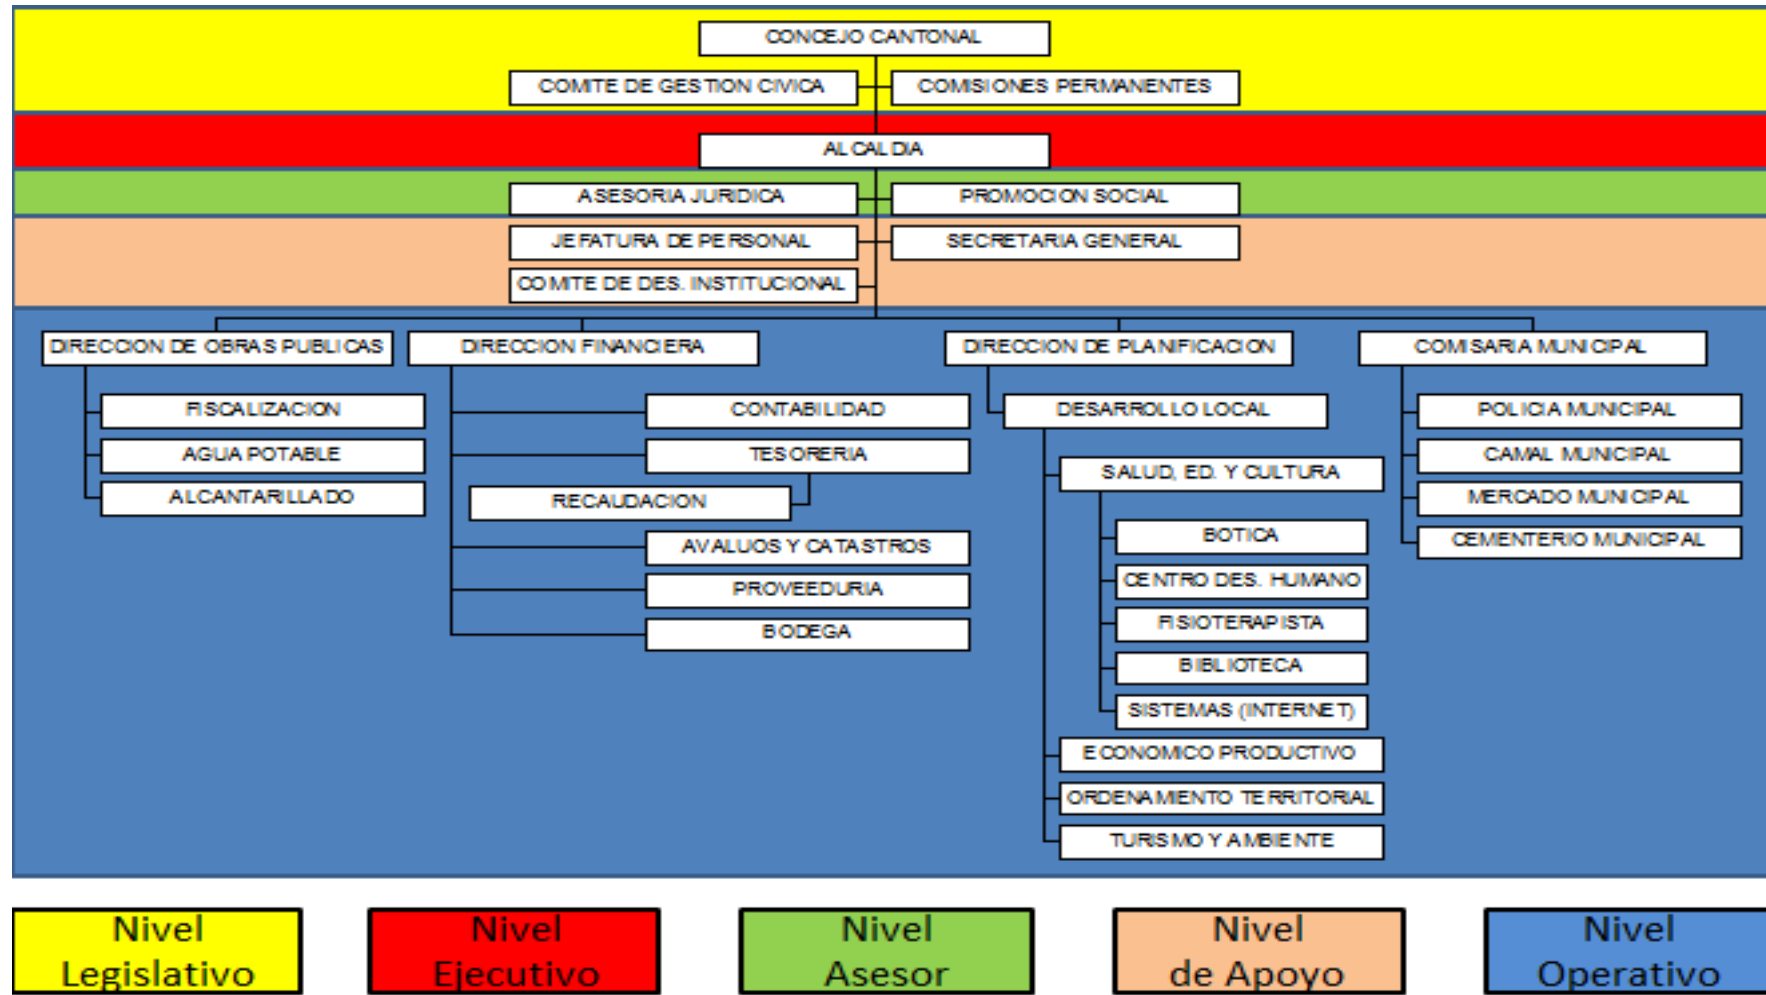 CONCEJO CANTONAL
COMITE DE GESTION CIVICA
COMISIONES PERMANENTES
ALCALDIA
ASESORIA JURIDICA
PROMOCION SOCIAL
JEFATURA DE PERSONAL
SECRETARIA GENERAL
COMITE DE DES. INSTITUCIONAL
DIRECCION DE OBRAS PUBLICAS
FISCALIZACION
AGUA POTABLE
ALCANTARILLADO
DIRECCION FINANCIERA
CONTABILIDAD
TESORERIA
RECAUDACION
AVALUOS Y CATASTROS
PROVEEDURIA
BODEGA
DIRECCION DE PLANIFICACION
DESARROLLO LOCAL
SALUD, ED. Y CULTURA
BOTICA
CENTRO DES. HUMANO
FISIOTERAPISTA
BIBLIOTECA
SISTEMAS (INTERNET)
ECONOMICO PRODUCTIVO
ORDENAMIENTO TERRITORIAL
TURISMO Y AMBIENTE
COMISARIA MUNICIPAL
POLICIA MUNICIPAL
CAMAL MUNICIPAL
MERCADO MUNICIPAL
CEMENTERIO MUNICIPAL
Nivel
Legislativo
Nivel
Ejecutivo
Nivel
Asesor
Nivel
de Apoyo
Nivel
Operativo